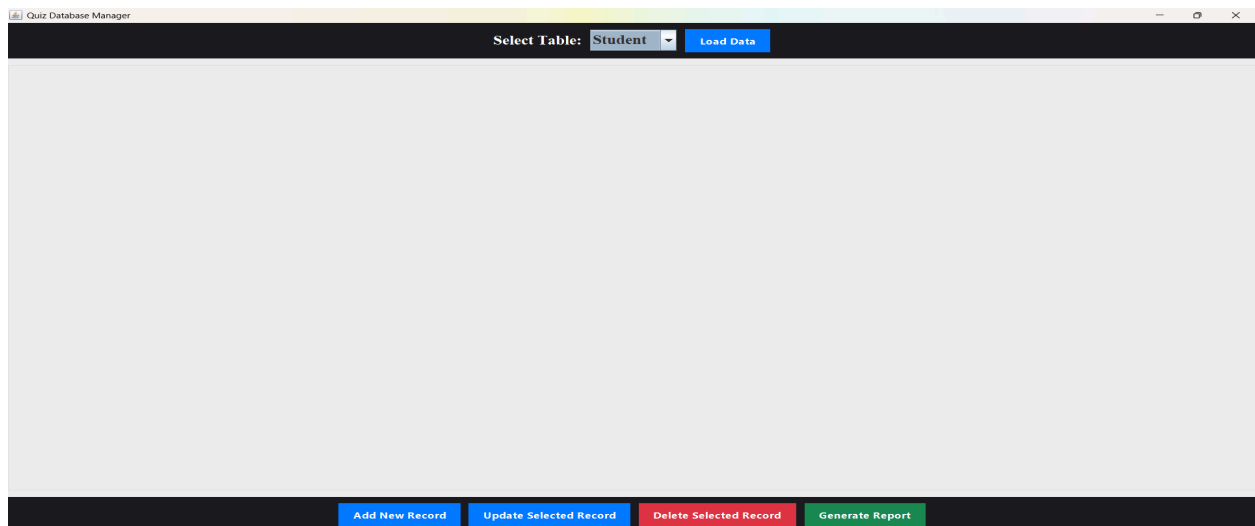 Quiz Database Manager
Select Table: Student Load Data
Add New Record Update Selected Record Delete Selected Record Generate Report